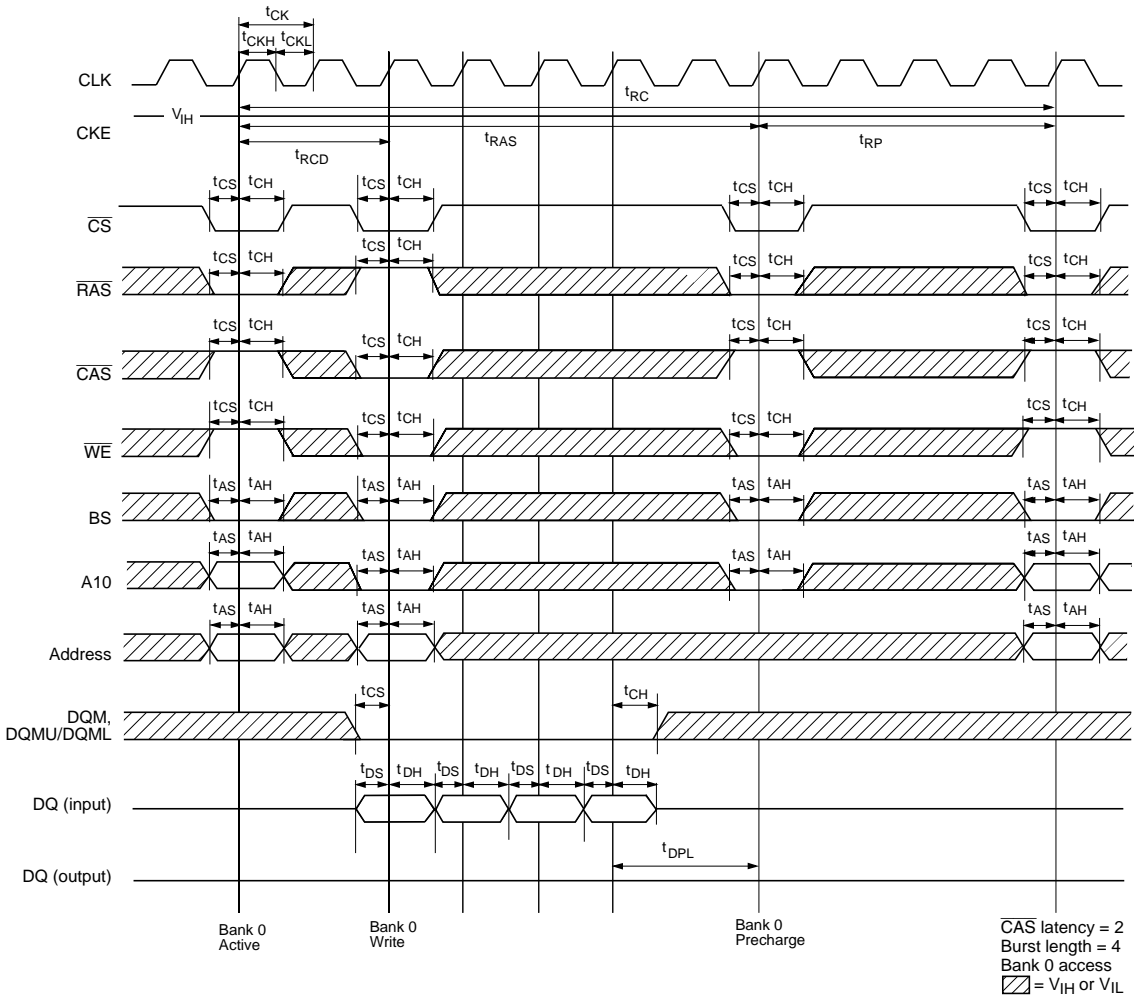 tCK
tCKH tCKL
CLK
tRC
VIH
CKE
tRAS
tRP
tRCD
tCS tCH tCS tCH tCS tCH tCS tCH
CS
tCS tCH
tCS tCH tCS tCH tCS tCH
RAS
tCS tCH tCS tCH tCS tCH tCS tCH
CAS
tCS tCH tCS tCH tCS tCH tCS tCH
WE
tAS tAH tAS tAH tAS tAH tAS tAH
BS
tAS tAH tAS tAH tAS tAH tAS tAH
A10
tAS tAH tAS tAH tAS tAH
Address
tCS tCH
DQM,
DQMU/DQML
tDS tDH tDS tDH tDS tDH tDS tDH
DQ (input)
tDPL
DQ (output)
Bank 0
Active
Bank 0
Write
Bank 0
Precharge
CAS latency = 2
Burst length = 4
Bank 0 access
= VIH or VIL